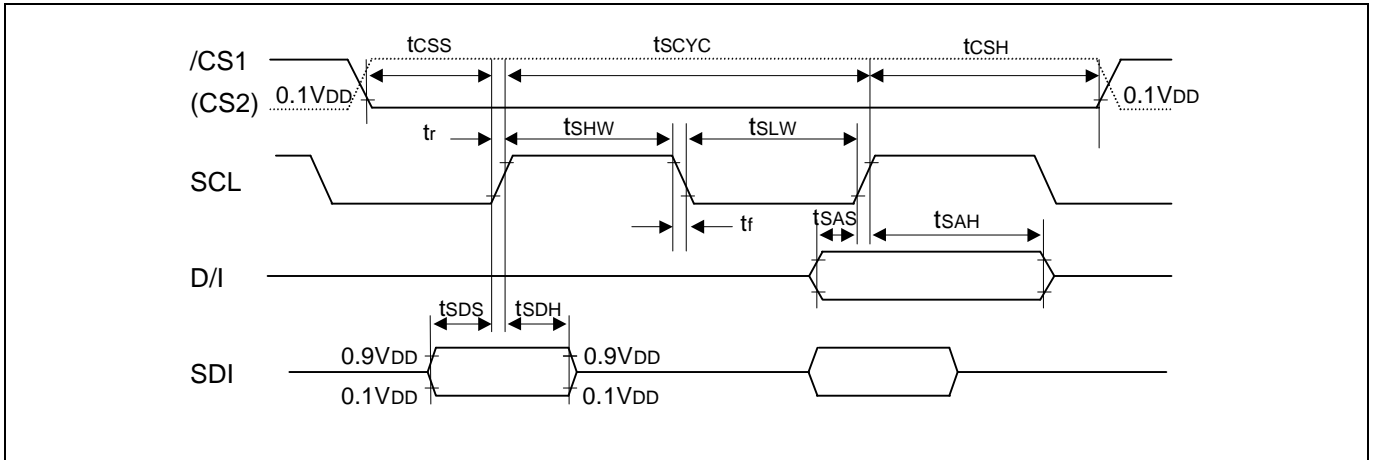 tCSS tSCYC tCSH
/CS1
0.1VDD 0.1VDD
(CS2)
tr tSHW tSLW
SCL
tf tSAS tSAH
D/I
tSDS tSDH
0.9VDD 0.9VDD
SDI
0.1VDD 0.1VDD